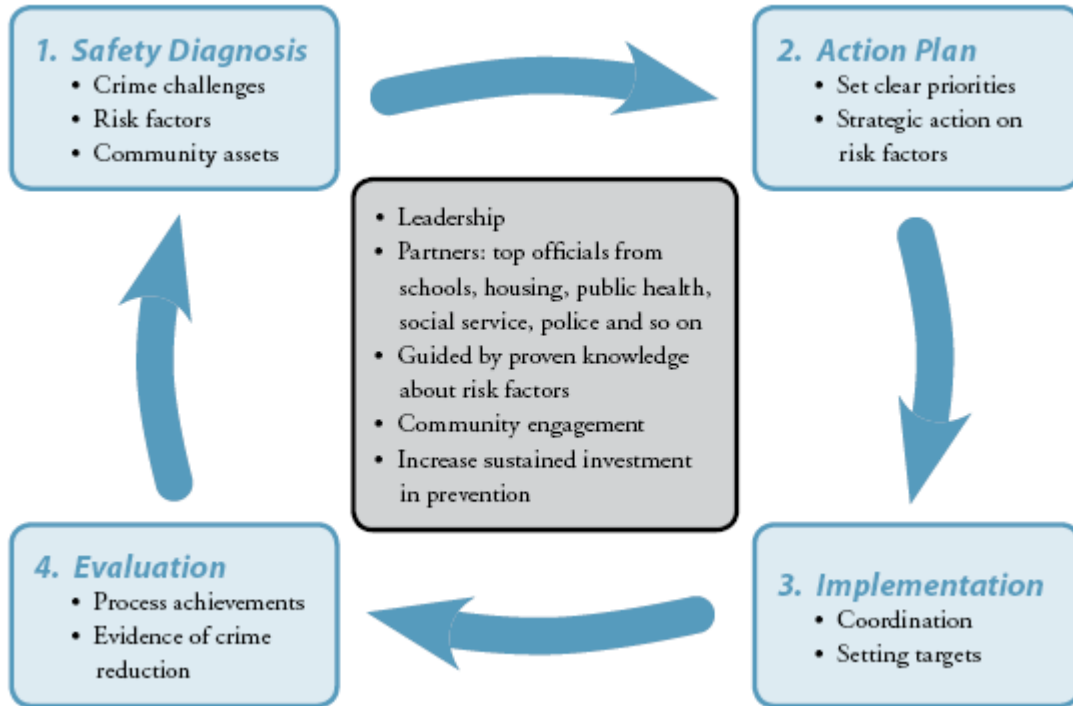 1. Safety Diagnosis
• Crime challenges
• Risk factors
• Community assets
2. Action Plan
• Set clear priorities
• Strategic action on
risk factors
• Leadership
• Partners: top officials from
schools, housing, public health,
social service, police and so on
• Guided by proven knowledge
about risk factors
• Community engagement
• Increase sustained investment
in prevention
3. Implementation
• Coordination
• Setting targets
4. Evaluation
• Process achievements
• Evidence of crime
reduction